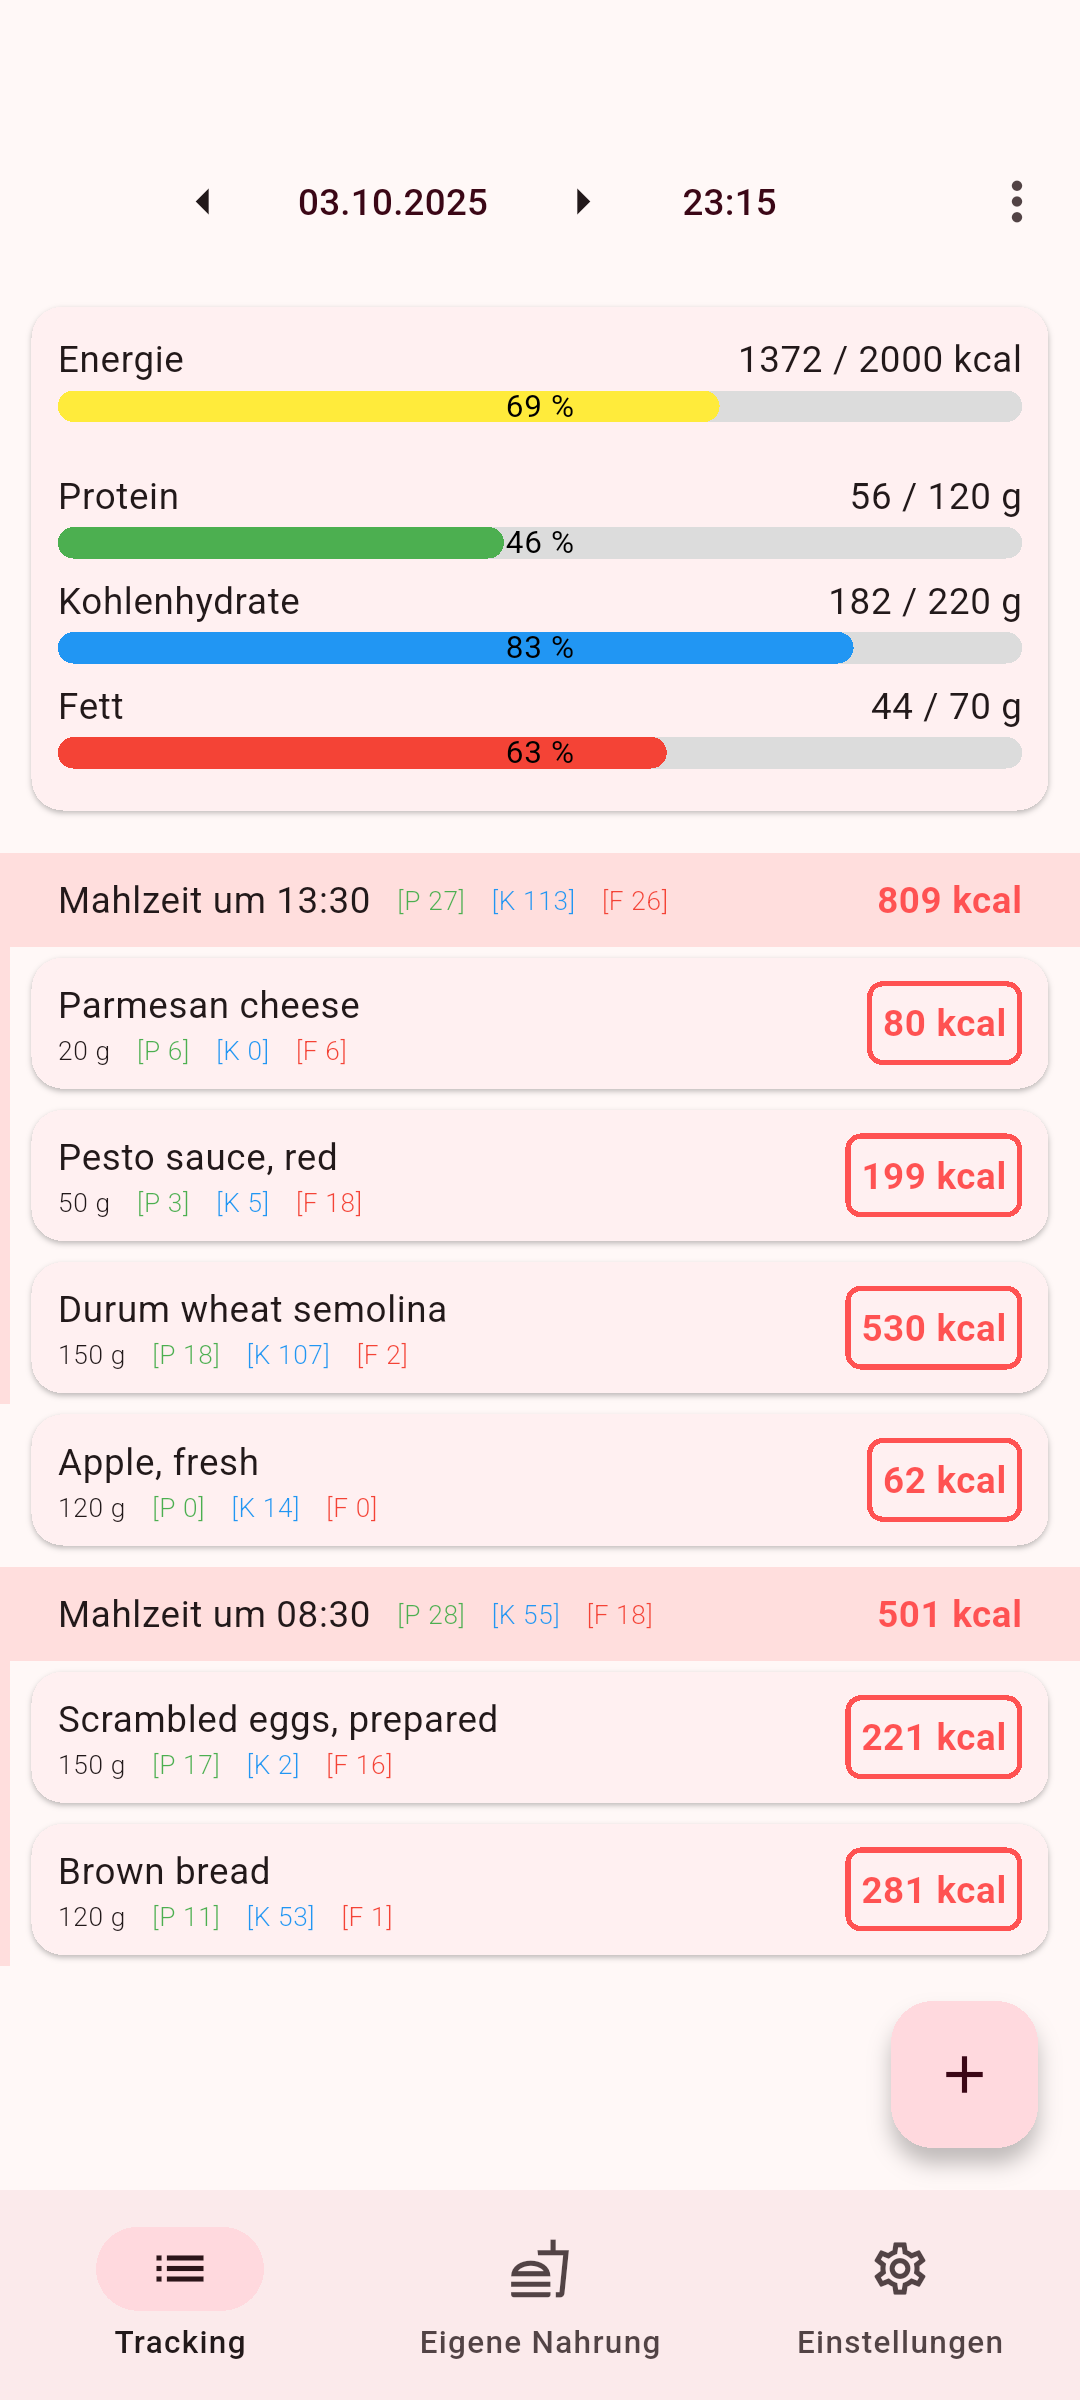 03.10.2025 23:15
Energie 1372 / 2000 kcal
69 %
Protein 56 / 120 g
46 %
Kohlenhydrate 182 / 220 g
83 %
Fett 44 / 70 g
63 %
Mahlzeit um 13:30 [P 27] [K 113] [F 26] 809 kcal
Parmesan cheese
20 g [P 6] [K 0] [F 6]
80 kcal
Pesto sauce, red
50 g [P 3] [K 5] [F 18]
199 kcal
Durum wheat semolina
150 g [P 18] [K 107] [F 2]
530 kcal
Apple, fresh
120 g [P 0] [K 14] [F 0]
62 kcal
Mahlzeit um 08:30 [P 28] [K 55] [F 18] 501 kcal
Scrambled eggs, prepared
150 g [P 17] [K 2] [F 16]
221 kcal
Brown bread
120 g [P 11] [K 53] [F 1]
281 kcal
Tracking Eigene Nahrung Einstellungen